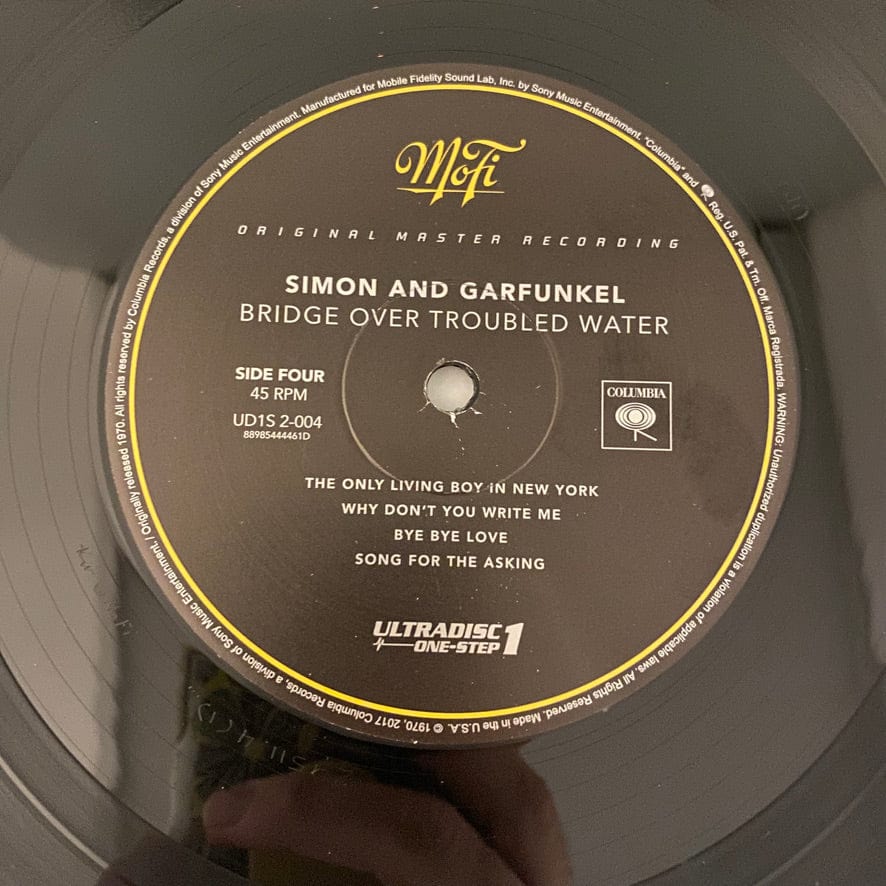 MoFi
ORIGINAL MASTER RECORDING
SIMON AND GARFUNKEL
BRIDGE OVER TROUBLED WATER
SIDE FOUR
45 RPM
UD1S 2-004
88985444461D
COLUMBIA
THE ONLY LIVING BOY IN NEW YORK
WHY DON'T YOU WRITE ME
BYE BYE LOVE
SONG FOR THE ASKING
ULTRADISC
ONE-STEP 1
© 1970, 2017 Columbia Records, a division of Sony Music Entertainment. / Originally released 1970. All rights reserved by Columbia Records, a division of Sony Music Entertainment. Manufactured for Mobile Fidelity Sound Lab, Inc. by Sony Music Entertainment. "Columbia" and Reg. U.S. Pat. & Tm. Off. Marca Registrada. WARNING: Unauthorized duplication is a violation of applicable laws. All Rights Reserved. Made in the U.S.A.